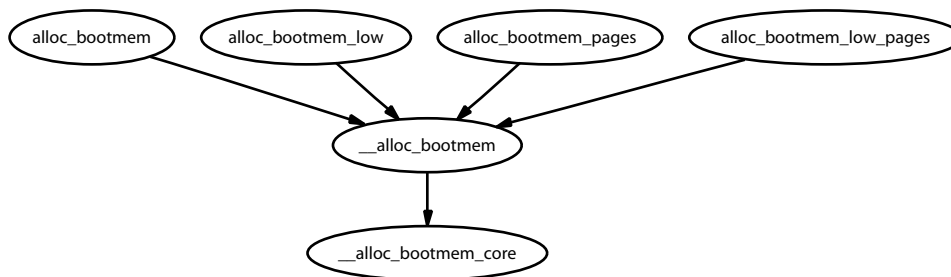 alloc_bootmem
alloc_bootmem_low
alloc_bootmem_pages
alloc_bootmem_low_pages
__alloc_bootmem
__alloc_bootmem_core